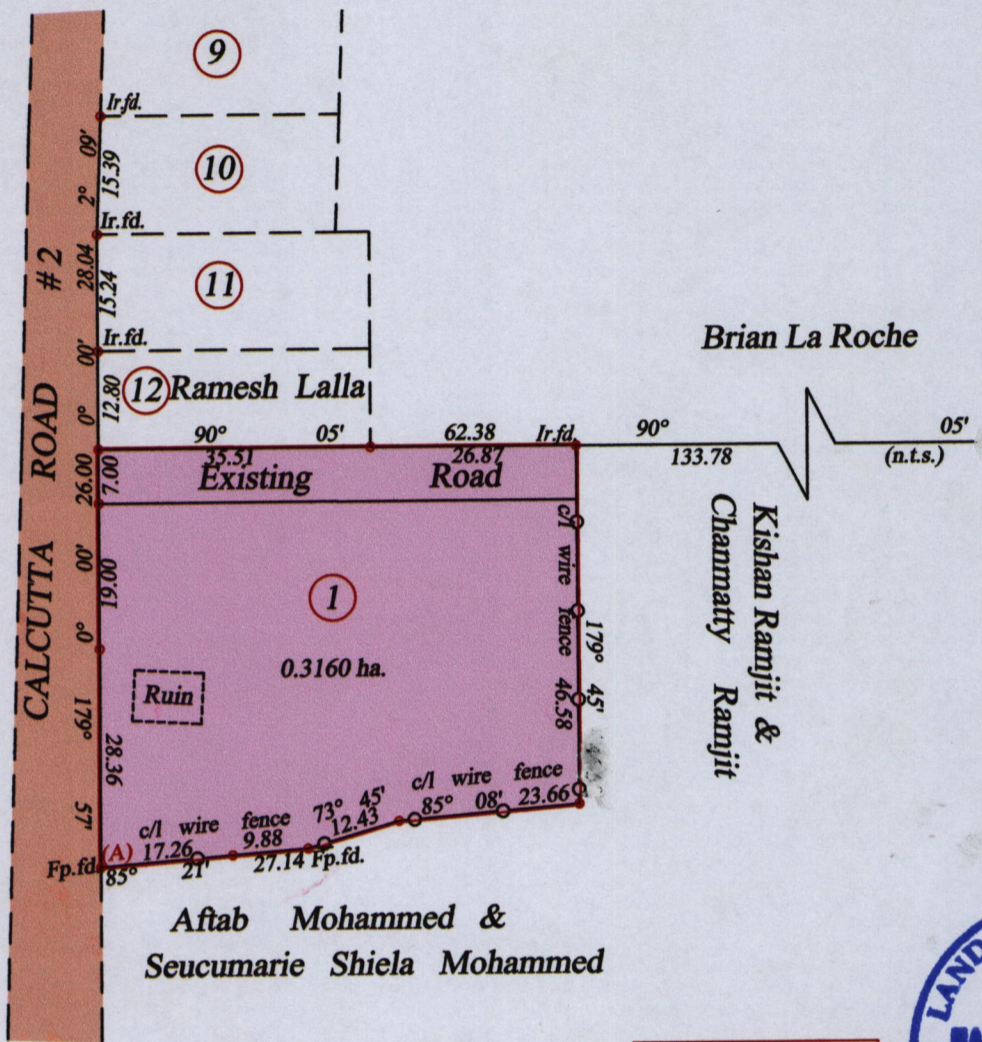 9
Ir.fd.
2° 09'
15.39
10
Ir.fd.
28.04
15.24
11
Ir.fd.
0° 00'
12.80
12 Ramesh Lalla
Brian La Roche
90° 05' 62.38 Ir.fd.
35.51 26.87
90° 05'
133.78 (n.t.s.)
Existing Road
26.00
7.00
CALCUTTA ROAD #2
0° 00'
19.00
1
0.3160 ha.
Ruin
c/l wire fence 46.58
179° 45'
Kishan Ramjit &
Chanmatty Ramjit
179° 57'
28.36
c/l wire fence
85° 08' 23.66
73° 45'
12.43
c/l wire fence
(A) 17.26 9.88
Fp.fd. 85° 21' 27.14 Fp.fd.
Aftab Mohammed &
Seucumarie Shiela Mohammed
LAND